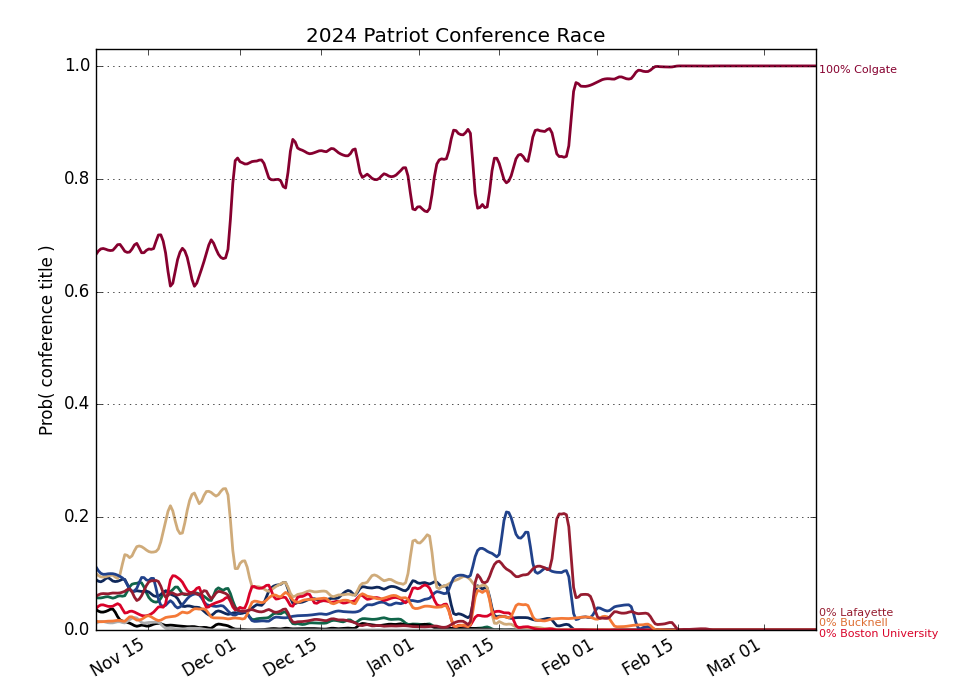 2024 Patriot Conference Race
Prob( conference title )
1.0
0.8
0.6
0.4
0.2
0.0
100% Colgate
0% Lafayette
0% Bucknell
0% Boston University
Nov 15
Dec 01
Dec 15
Jan 01
Jan 15
Feb 01
Feb 15
Mar 01